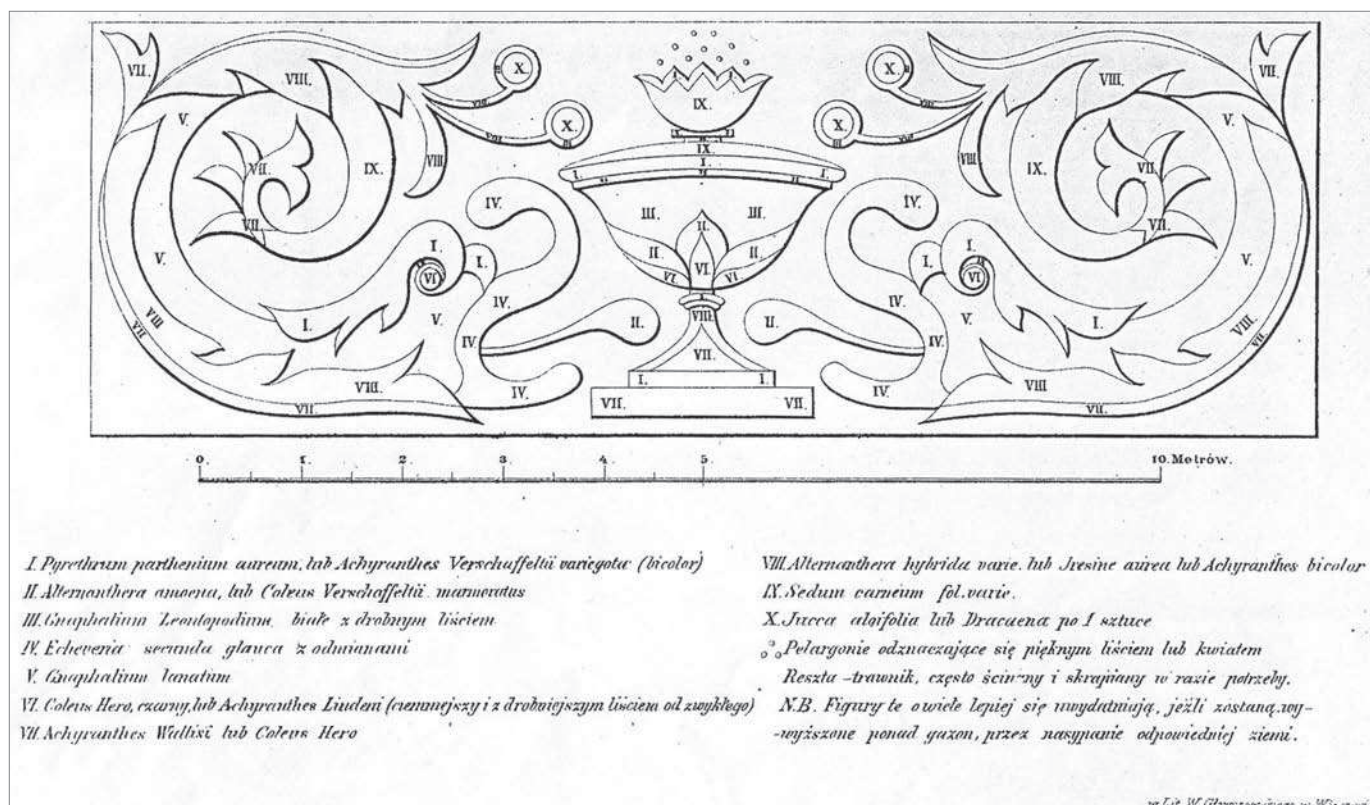 VII. VIII. X. X. I. I. IX. X. X. VIII. VII.
V. IX. I. IX. V.
VII. IX. VIII. I. I. I. VIII. IX. VII.
VII. IV. III. III. IV. VII.
V. I. I. II. II. II. I. I. V.
VI VI. VI. VI VI
VIII V. IV. VIII. IV. V. VIII.
VII. I. IV. II. VII. II. IV. I. VII.
VIII IV. I. I. IV. VIII
VII. VII. VII. VII.
0. 1. 2. 3. 4. 5. 10. Metrów.
I. Pyrethrum parthenium aureum, lub Achyranthes Verschaffeltii variegota (bicolor)
II. Alternanthera amoena, lub Coleus Verschaffeltii marmoratus
III. Gnaphalium Leontopodium, białe z drobnym liściem
IV. Echeveria secunda glauca z odmianami
V. Gnaphalium lanatum
VI. Coleus Hero, czarny, lub Achyranthes Lindeni (ciemniejszy i z drobniejszym liściem od zwykłego)
VII. Achyranthes Wallisi lub Coleus Hero
VIII. Alternanthera hybrida varie. lub Jresine aurea lub Achyranthes bicolor
IX. Sedum carneum fol. varie.
X. Jucca aloifolia lub Dracaena po 1 sztuce
Pelargonie odznaczające się pięknym liściem lub kwiatem
Reszta - trawnik, często ścinany i skrapiany w razie potrzeby.
N.B. Figury te o wiele lepiej się uwydatniają, jeżli zostaną wy-
-wyższone ponad gazon, przez nasypanie odpowiedniej ziemi.